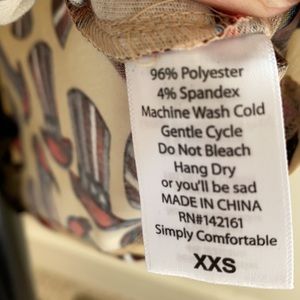 96% Polyester
4% Spandex
Machine Wash Cold
Gentle Cycle
Do Not Bleach
Hang Dry
or you'll be sad
MADE IN CHINA
RN#142161
Simply Comfortable
XXS